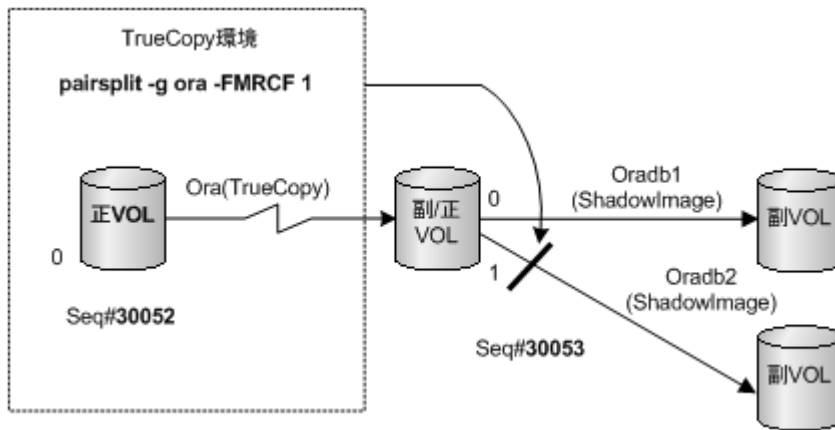 TrueCopy環境
pairsplit -g ora -FMRCF 1
Ora(TrueCopy)
正VOL
0
Seq#30052
副/正
VOL
0
1
Seq#30053
Oradb1
(ShadowImage)
副VOL
Oradb2
(ShadowImage)
副VOL